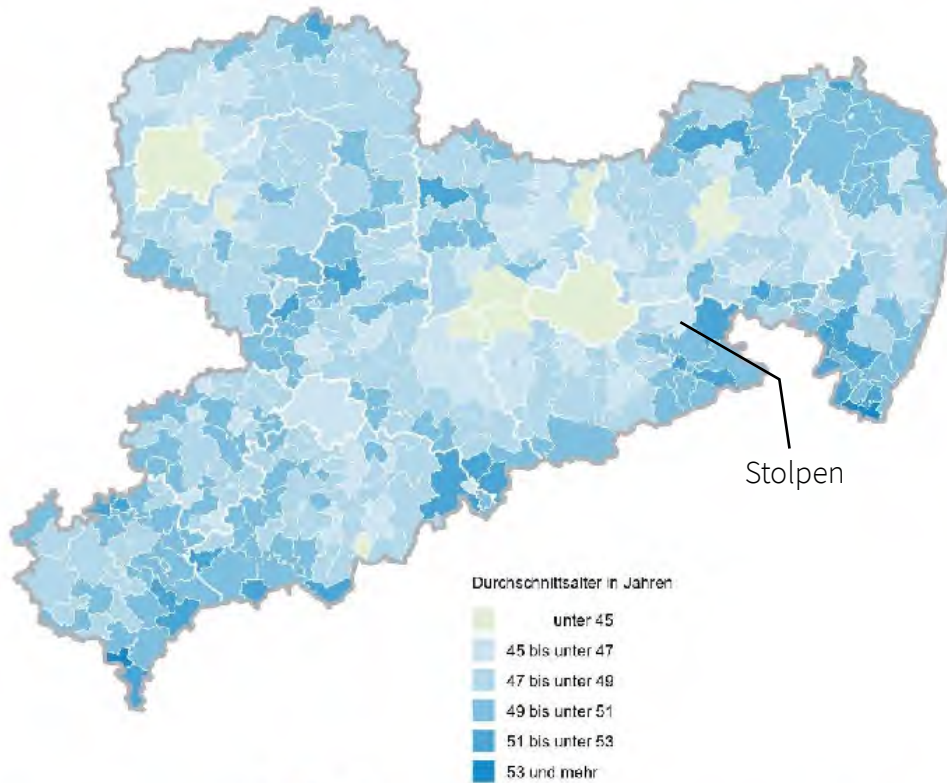 Stolpen
Durchschnittsalter in Jahren
unter 45
45 bis unter 47
47 bis unter 49
49 bis unter 51
51 bis unter 53
53 und mehr